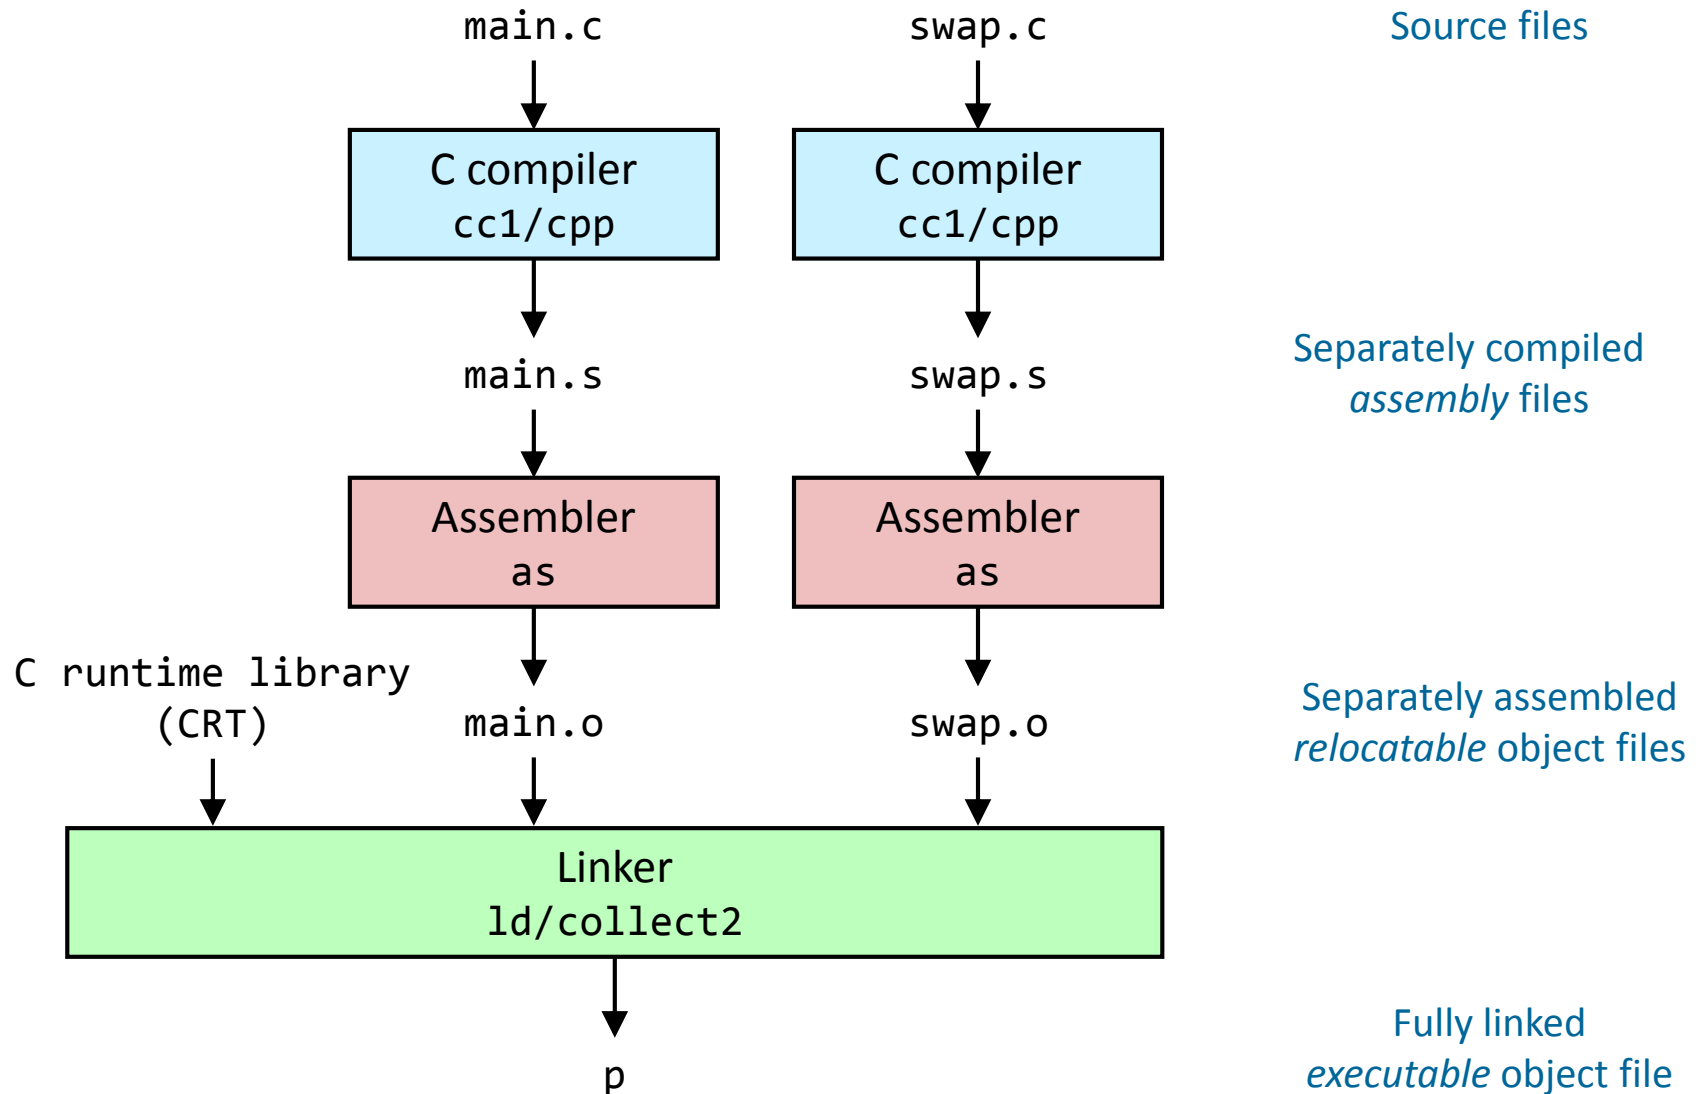 main.c
swap.c
Source files
C compiler
cc1/cpp
C compiler
cc1/cpp
main.s
swap.s
Separately compiled
assembly files
Assembler
as
Assembler
as
C runtime library
(CRT)
main.o
swap.o
Separately assembled
relocatable object files
Linker
ld/collect2
p
Fully linked
executable object file